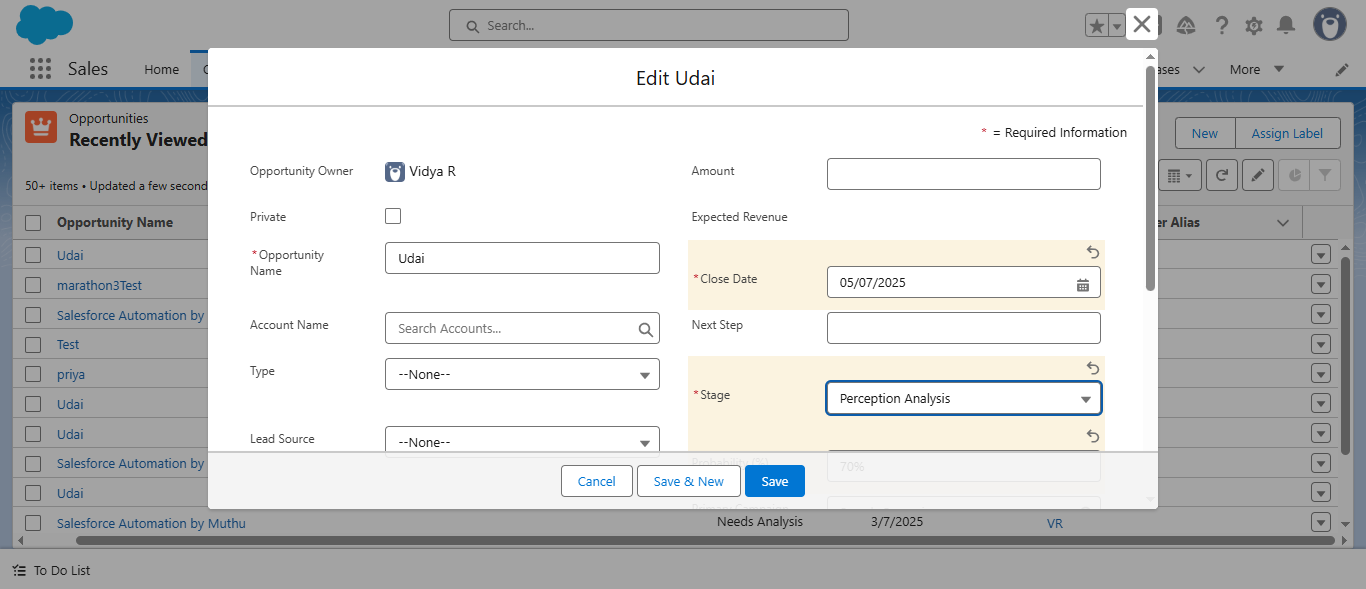 Search...
Sales
Home
ases
More
Edit Udai
Opportunities
Recently Viewed
New
Assign Label
* = Required Information
50+ items • Updated a few second
Opportunity Owner
Vidya R
Amount
Private
Expected Revenue
Opportunity Name
er Alias
*Opportunity
Name
Udai
*Close Date
05/07/2025
Udai
marathon3Test
Salesforce Automation by
Test
priya
Udai
Udai
Salesforce Automation by
Udai
Account Name
Search Accounts...
Next Step
Type
--None--
*Stage
Perception Analysis
Lead Source
--None--
Probability (%)
70%
Cancel
Save & New
Save
Salesforce Automation by Muthu
Needs Analysis
3/7/2025
VR
To Do List